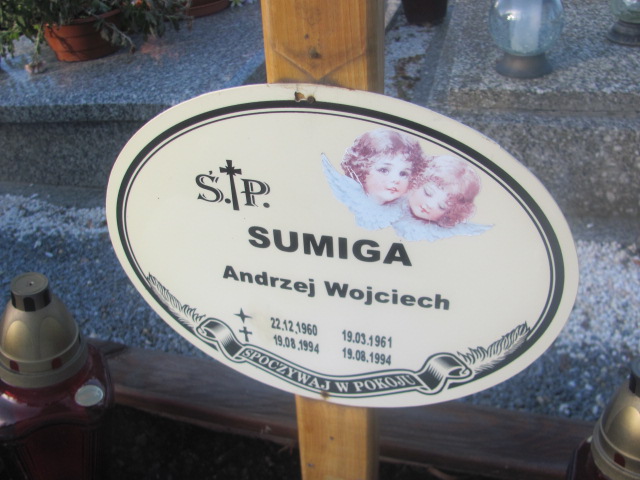 Ś.P.
SUMIGA
Andrzej Wojciech
22.12.1960 19.03.1961
19.08.1994 19.08.1994
SPOCZYWAJ W POKOJU